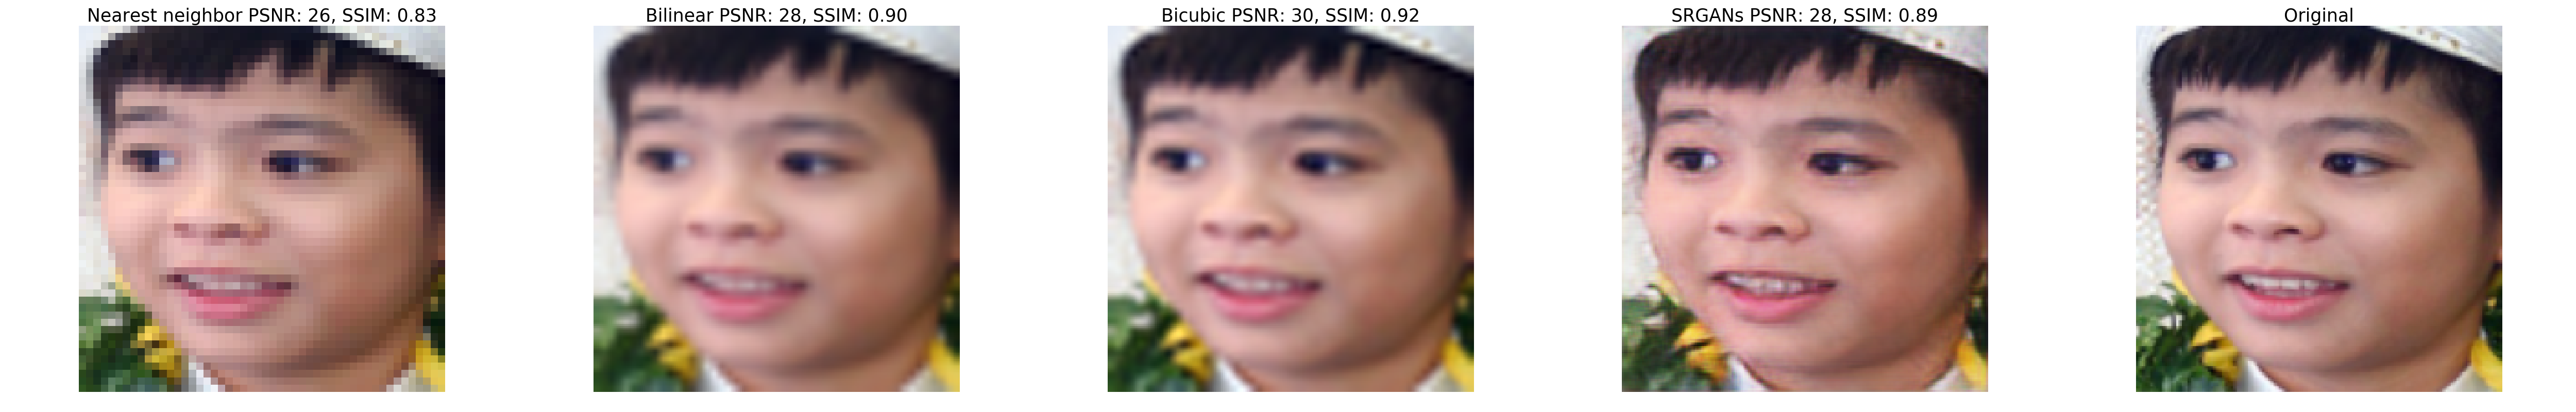 Nearest neighbor PSNR: 26, SSIM: 0.83
Bilinear PSNR: 28, SSIM: 0.90
Bicubic PSNR: 30, SSIM: 0.92
SRGANs PSNR: 28, SSIM: 0.89
Original